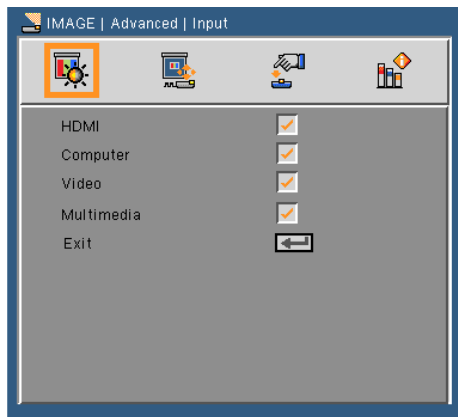 IMAGE | Advanced | Input
HDMI
Computer
Video
Multimedia
Exit